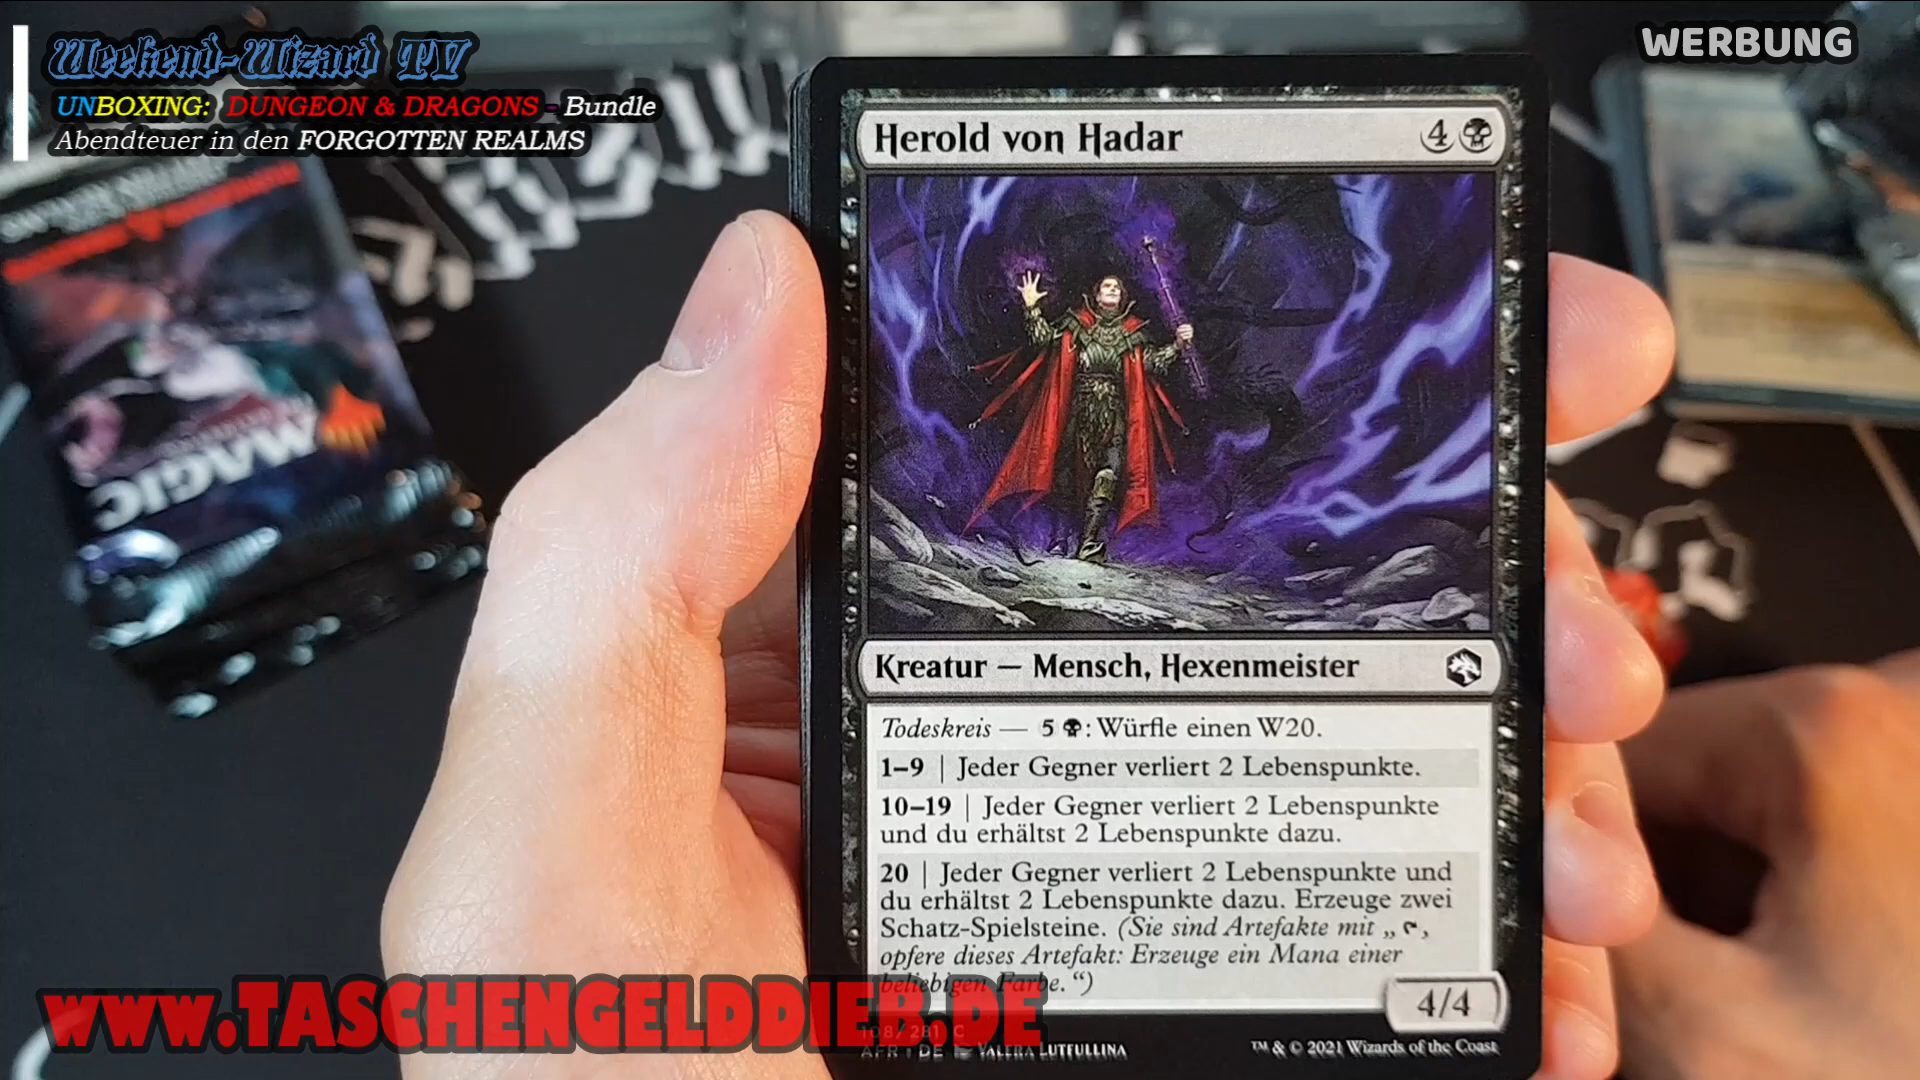 Weekend-Wizard TV
UNBOXING: DUNGEON & DRAGONS - Bundle
Abendteuer in den FORGOTTEN REALMS
WERBUNG
MAGIC
Herold von Hadar
4
Kreatur — Mensch, Hexenmeister
Todeskreis — 5 : Würfle einen W20.
1–9 | Jeder Gegner verliert 2 Lebenspunkte.
10–19 | Jeder Gegner verliert 2 Lebenspunkte
und du erhältst 2 Lebenspunkte dazu.
20 | Jeder Gegner verliert 2 Lebenspunkte und
du erhältst 2 Lebenspunkte dazu. Erzeuge zwei
Schatz-Spielsteine. (Sie sind Artefakte mit „ ,
opfere dieses Artefakt: Erzeuge ein Mana einer
beliebigen Farbe.“)
4/4
www.TASCHENGELDDIEB.DE
108/281 C
AFR • DE Valera Lutfullina
™ & © 2021 Wizards of the Coast